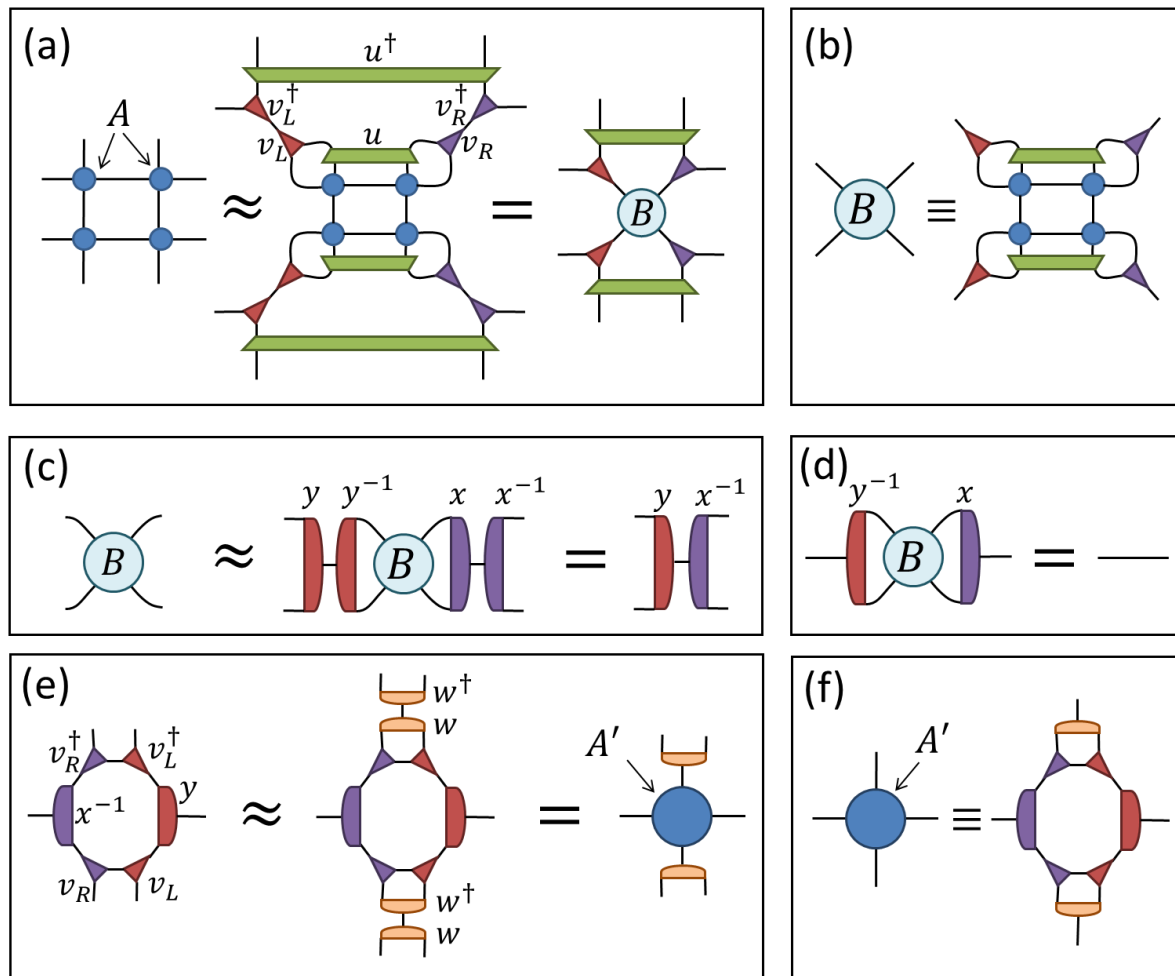 (a)
u†
A
v_L†
v_R†
u
v_L
v_R
≈
=
B
(b)
B
≡
(c)
y
y⁻¹
x
x⁻¹
y
x⁻¹
B
≈
B
=
(d)
y⁻¹
x
B
=
(e)
w†
w
v_R†
v_L†
A′
y
x⁻¹
≈
=
v_R
v_L
w†
w
(f)
A′
≡